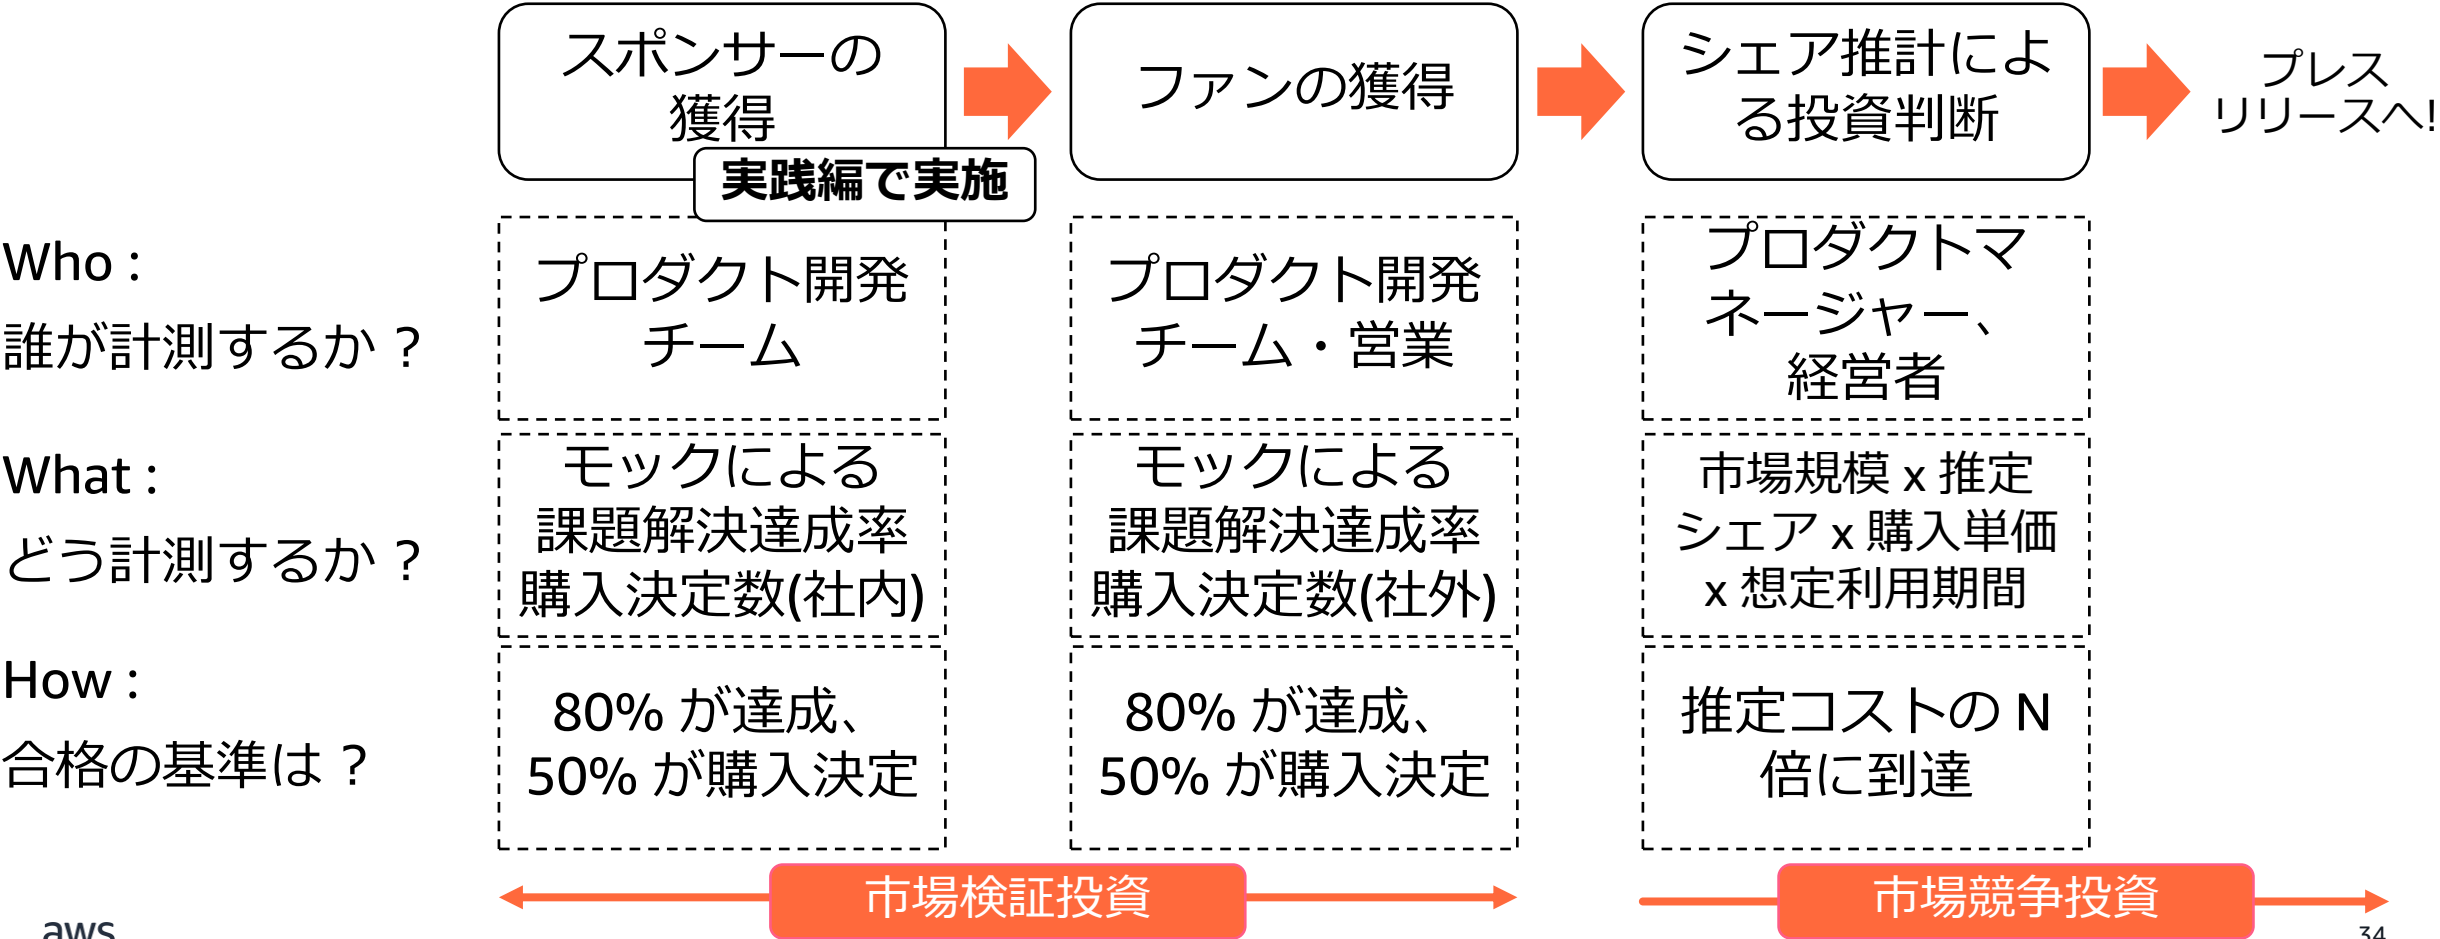 スポンサーの
獲得
実践編で実施
ファンの獲得
シェア推計によ
る投資判断
プレス
リリースへ!
Who :
誰が計測するか？
プロダクト開発
チーム
プロダクト開発
チーム・営業
プロダクトマ
ネージャー、
経営者
What :
どう計測するか？
モックによる
課題解決達成率
購入決定数(社内)
モックによる
課題解決達成率
購入決定数(社外)
市場規模 x 推定
シェア x 購入単価
x 想定利用期間
How :
合格の基準は？
80% が達成、
50% が購入決定
80% が達成、
50% が購入決定
推定コストの N
倍に到達
市場検証投資
市場競争投資
aws
34